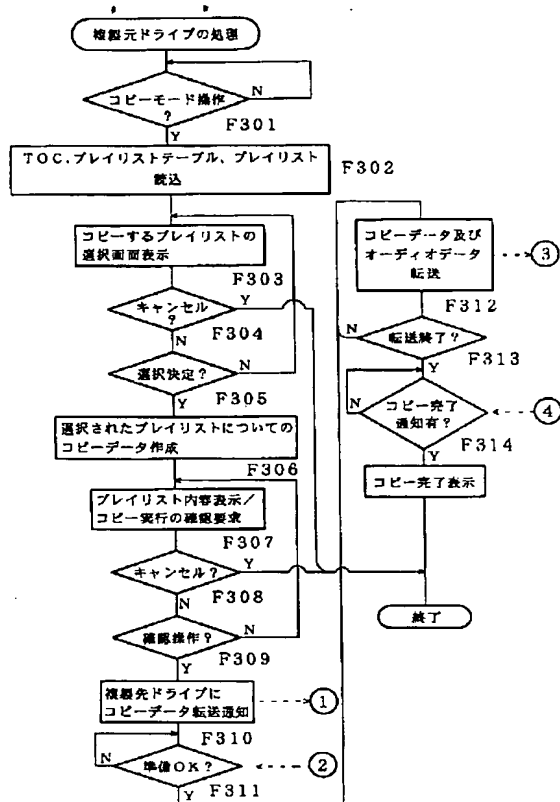 複製元ドライブの処理
コピーモード操作
?
N
Y
F301
TOC.プレイリストテーブル、プレイリスト
読込
F302
コピーするプレイリストの
選択画面表示
F303
キャンセル
?
Y
N
F304
選択決定?
N
Y
F305
選択されたプレイリストについての
コピーデータ作成
F306
プレイリスト内容表示/
コピー実行の確認要求
F307
キャンセル?
Y
N
F308
確認操作?
N
Y
F309
複製先ドライブに
コピーデータ転送通知
①
F310
準備OK?
N
②
Y
F311
コピーデータ及び
オーディオデータ
転送
③
F312
転送終了?
N
Y
F313
コピー完了
通知有?
N
④
Y
F314
コピー完了表示
終了